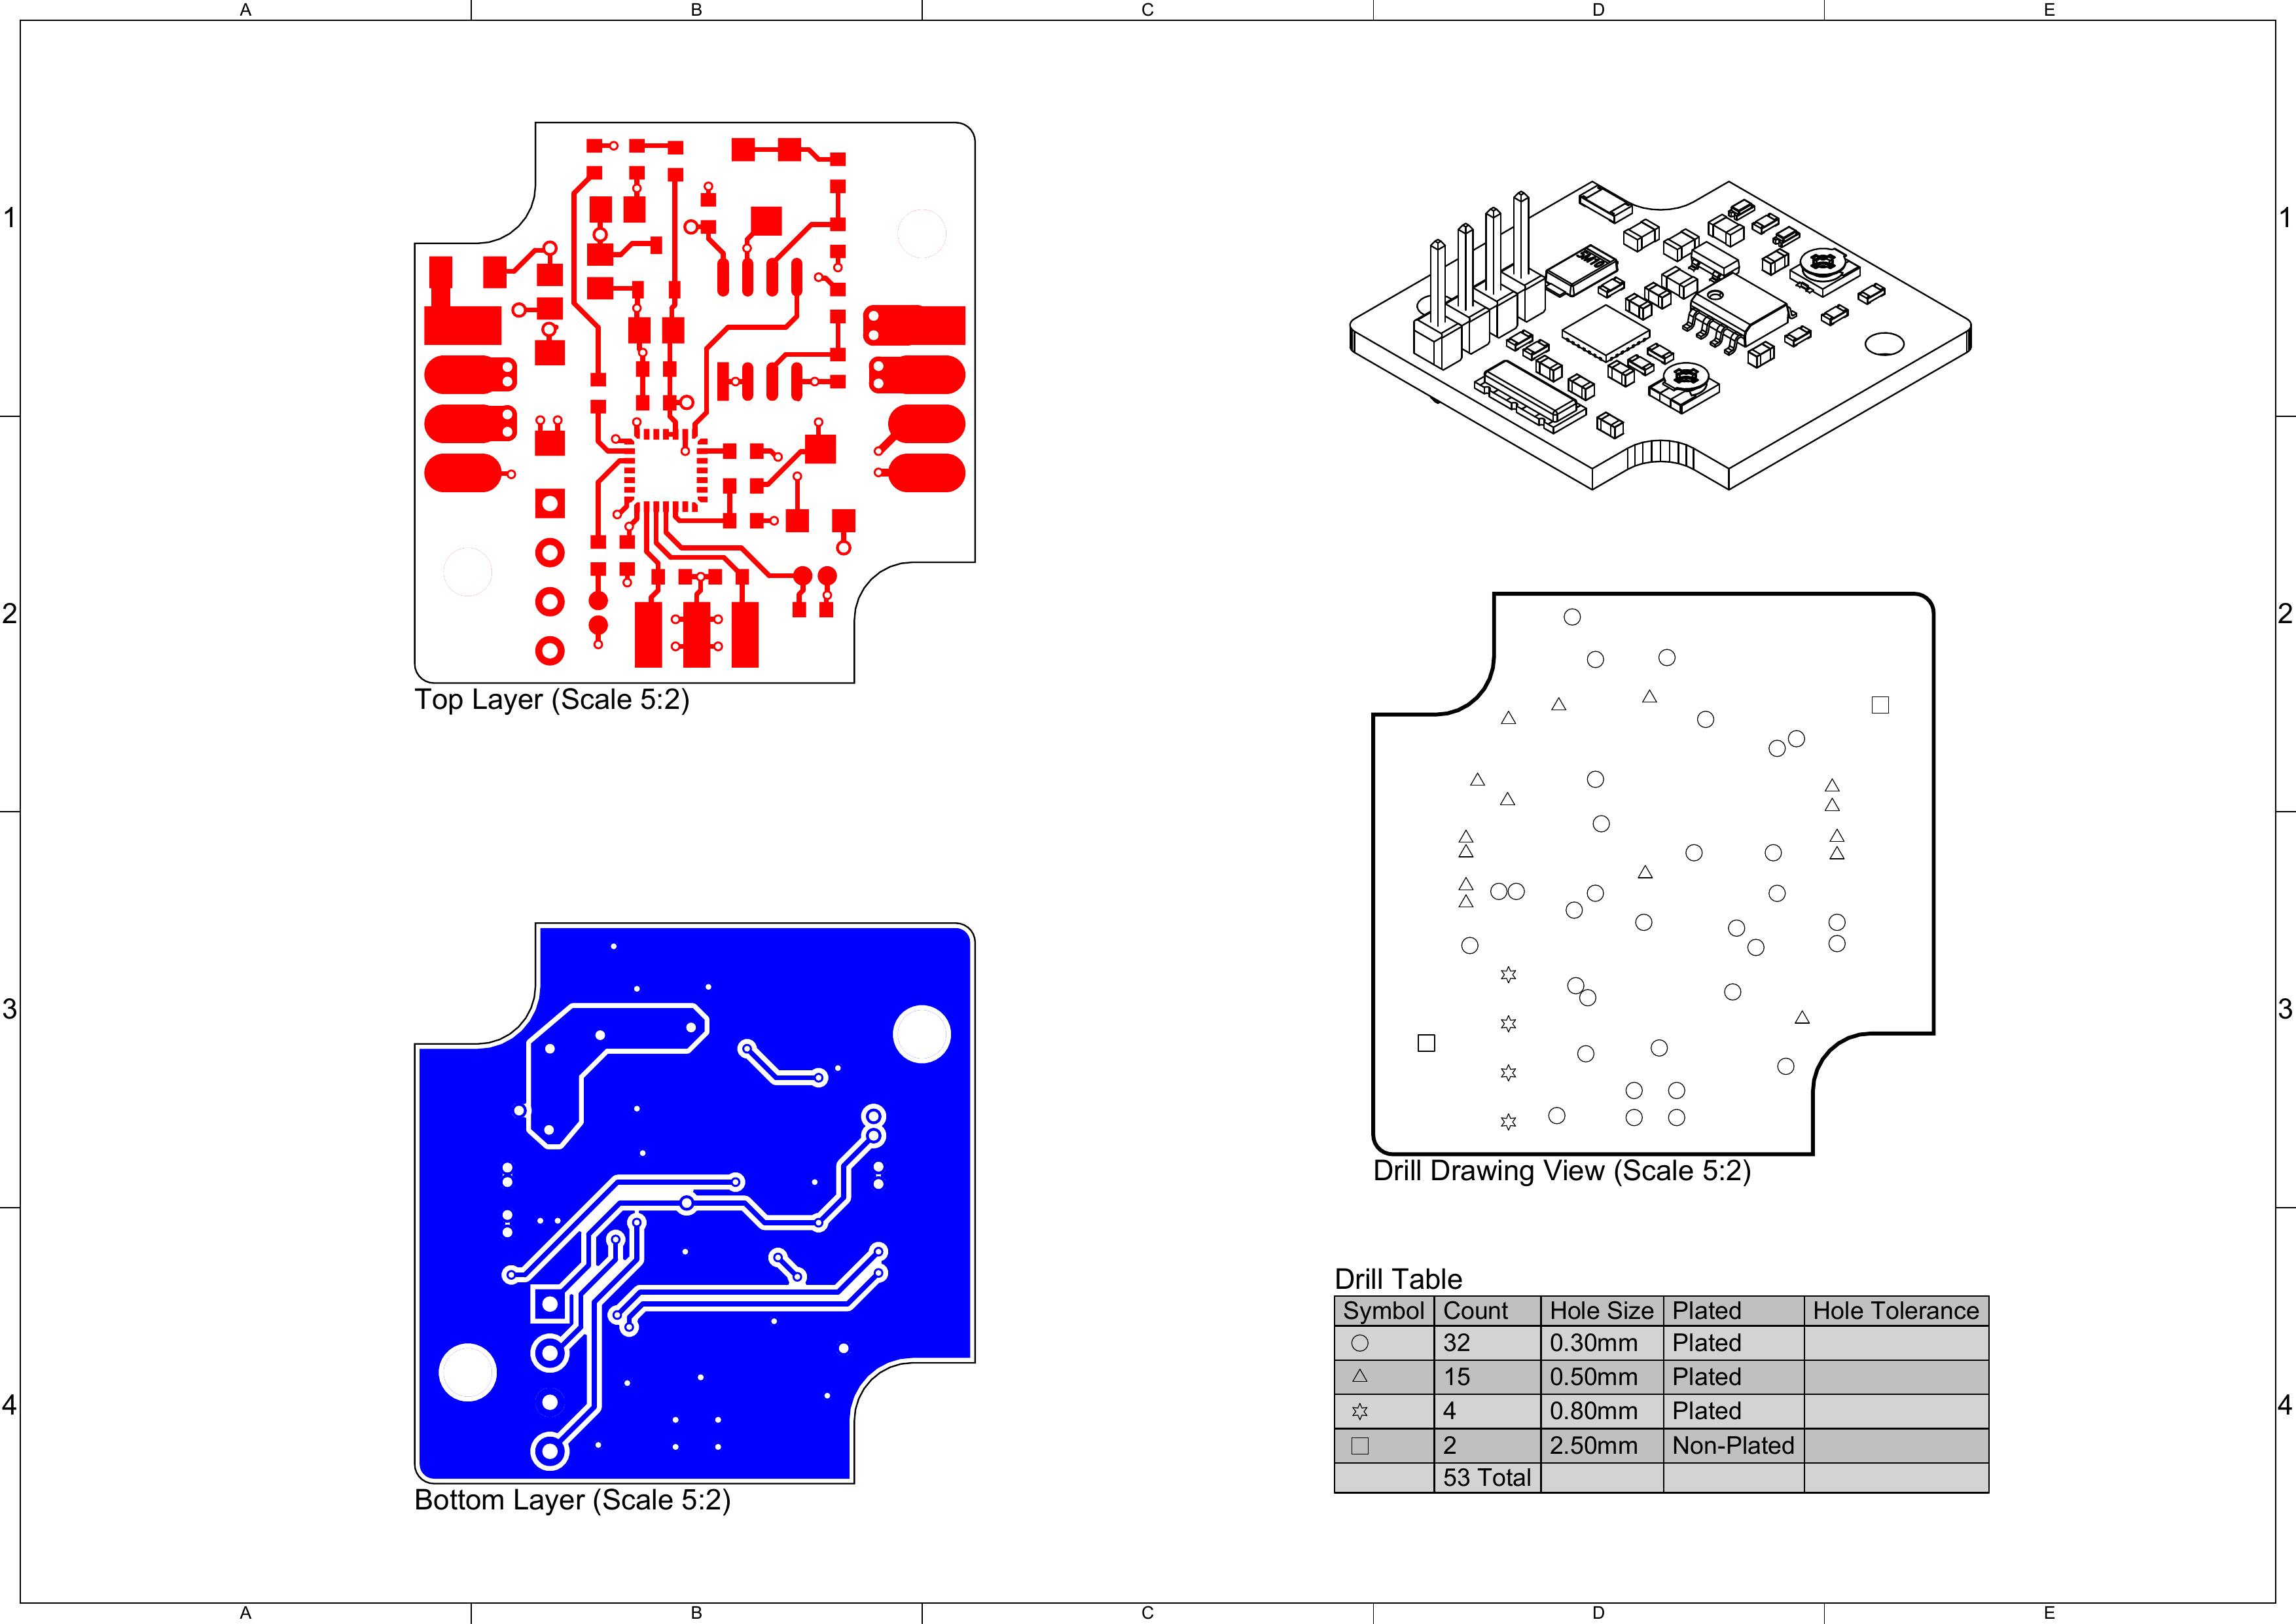 A B C D E
1 1
Top Layer (Scale 5:2)
2 2
Drill Drawing View (Scale 5:2)
3 3
Bottom Layer (Scale 5:2)
Drill Table
Symbol Count Hole Size Plated Hole Tolerance
32 0.30mm Plated
15 0.50mm Plated
4 0.80mm Plated
2 2.50mm Non-Plated
53 Total
4 4
A B C D E